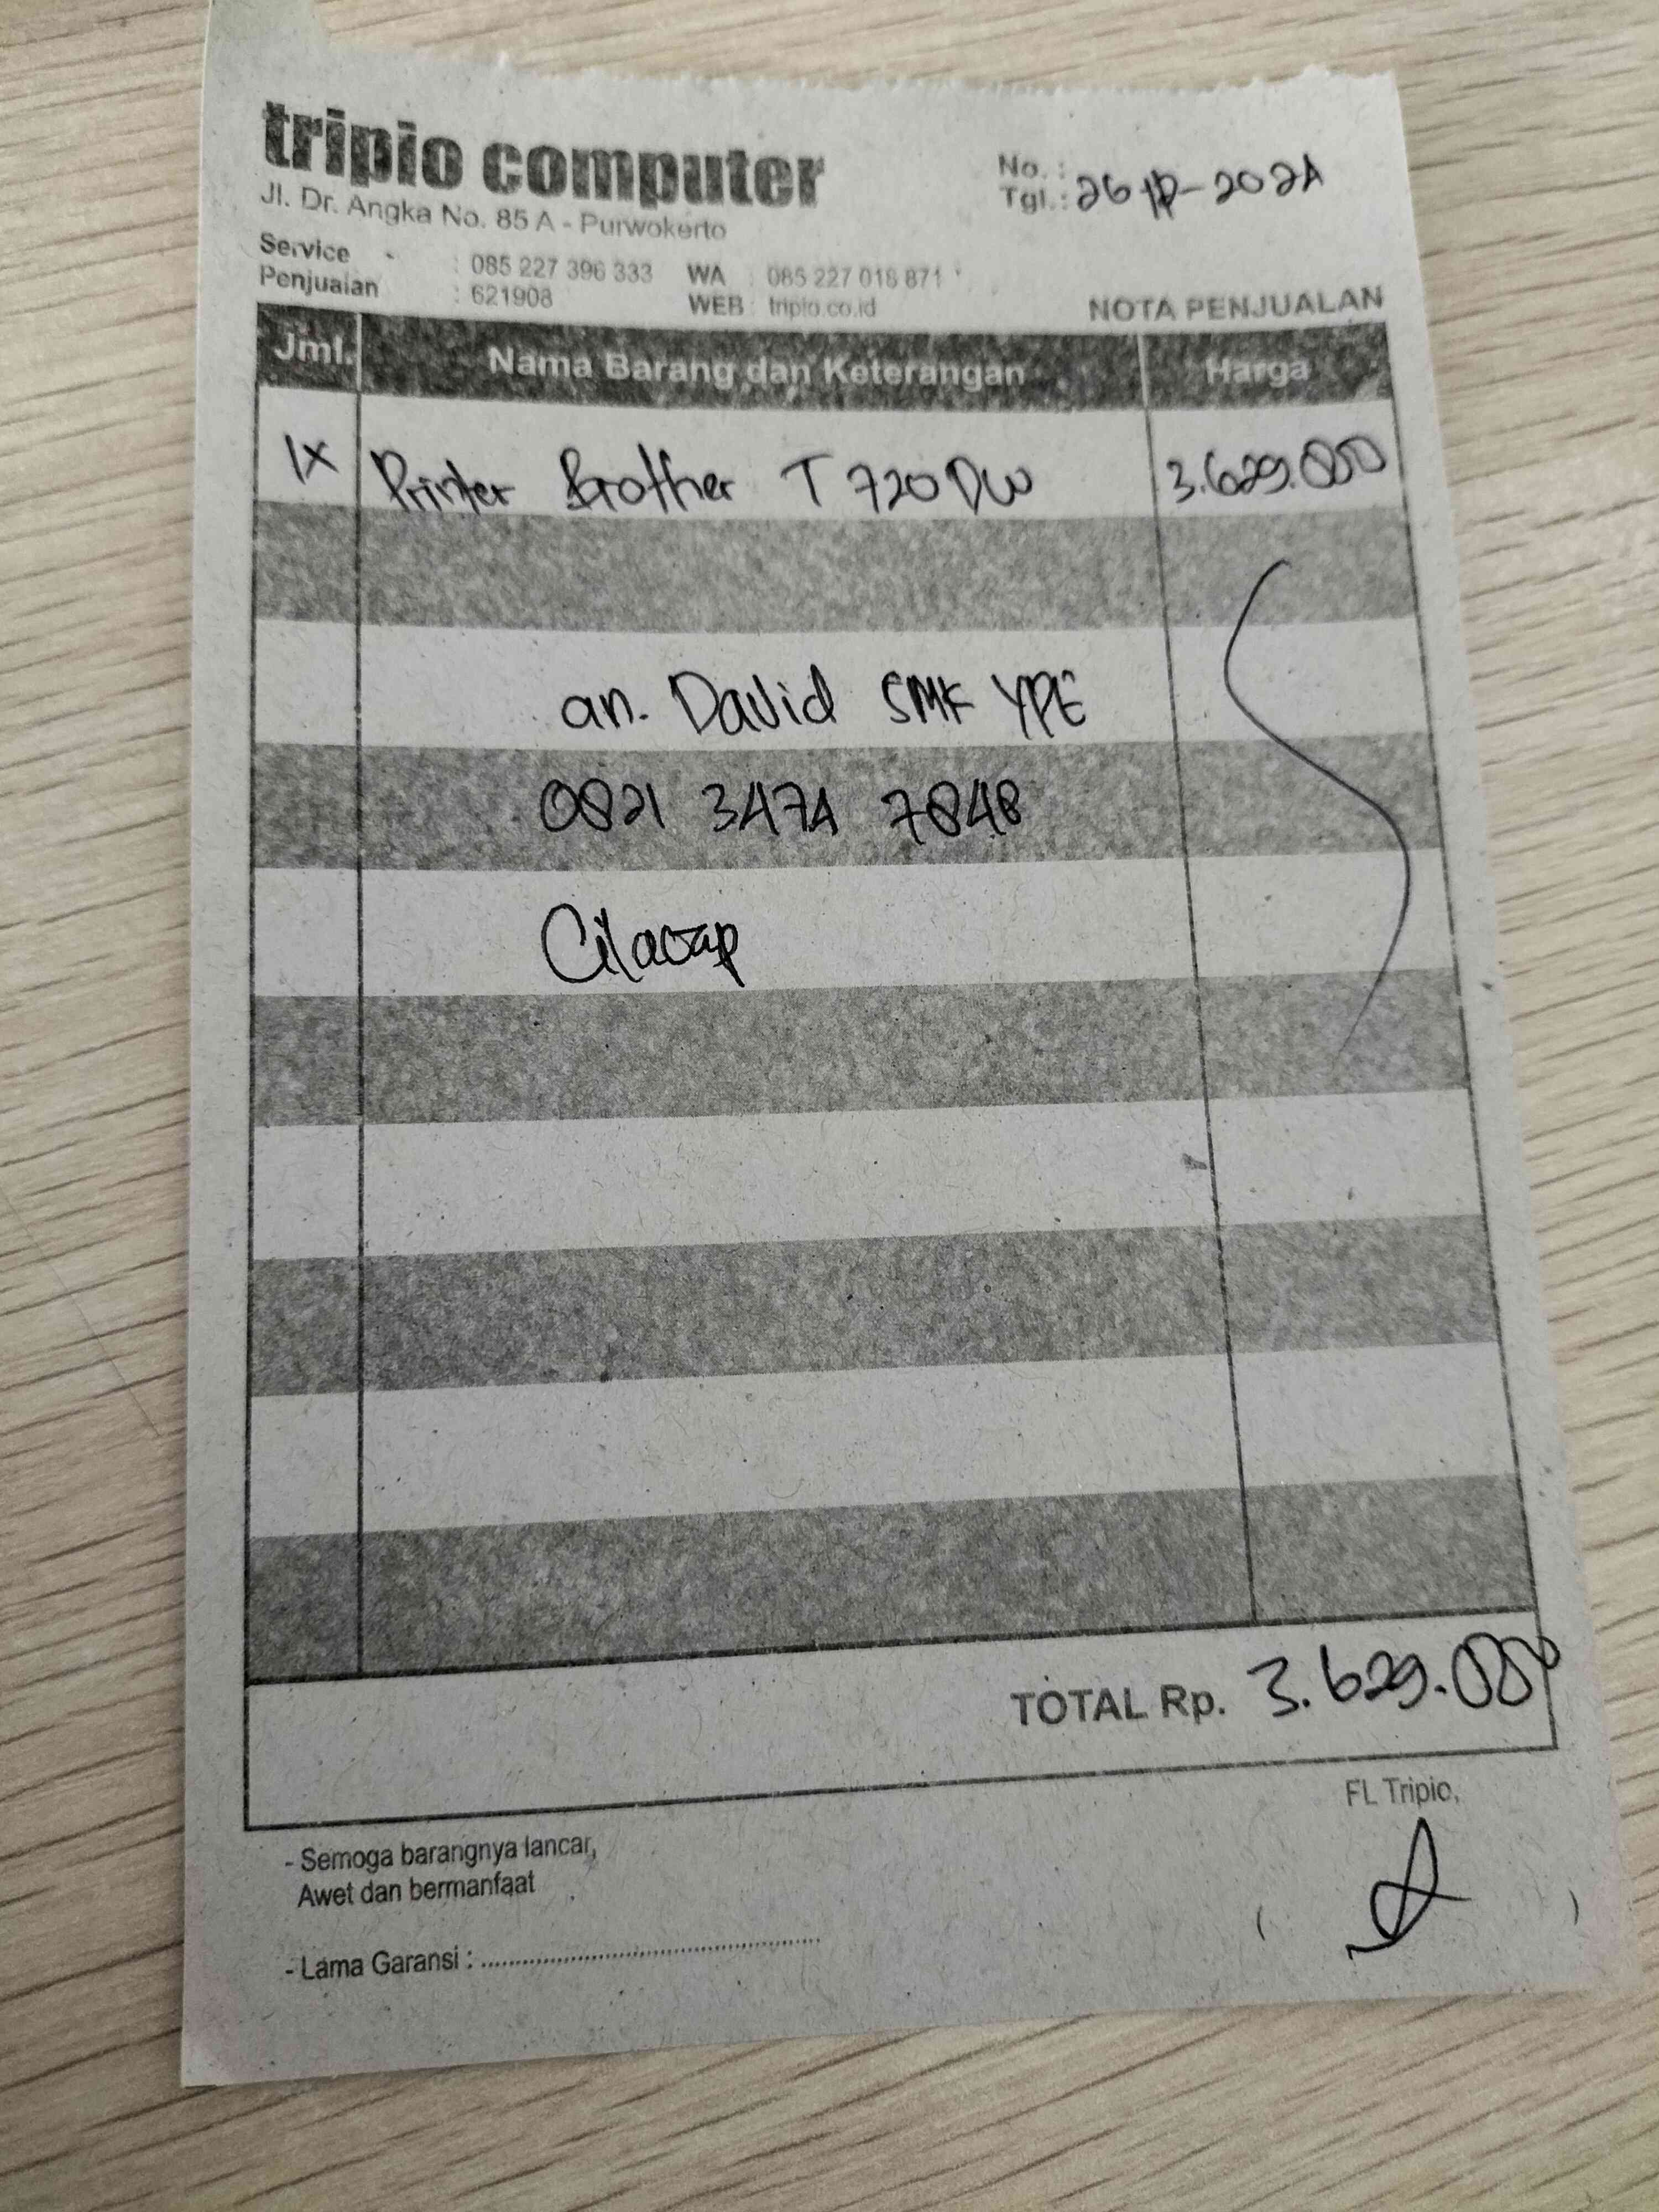 tripio computer
Jl. Dr. Angka No. 85 A - Purwokerto
No. :
Tgl. : 26 -2024
Service : 085 227 396 333 WA : 085 227 018 871
Penjualan : 621908 WEB : tripio.co.id
NOTA PENJUALAN
Jml. Nama Barang dan Keterangan Harga
1x Printer Brother T 720 DW 3.629.000
an. David SMK YPE
0821 3474 7848
Cilacap
TOTAL Rp. 3.629.000
FL Tripio,
- Semoga barangnya lancar,
Awet dan bermanfaat
- Lama Garansi : ..............................
( )